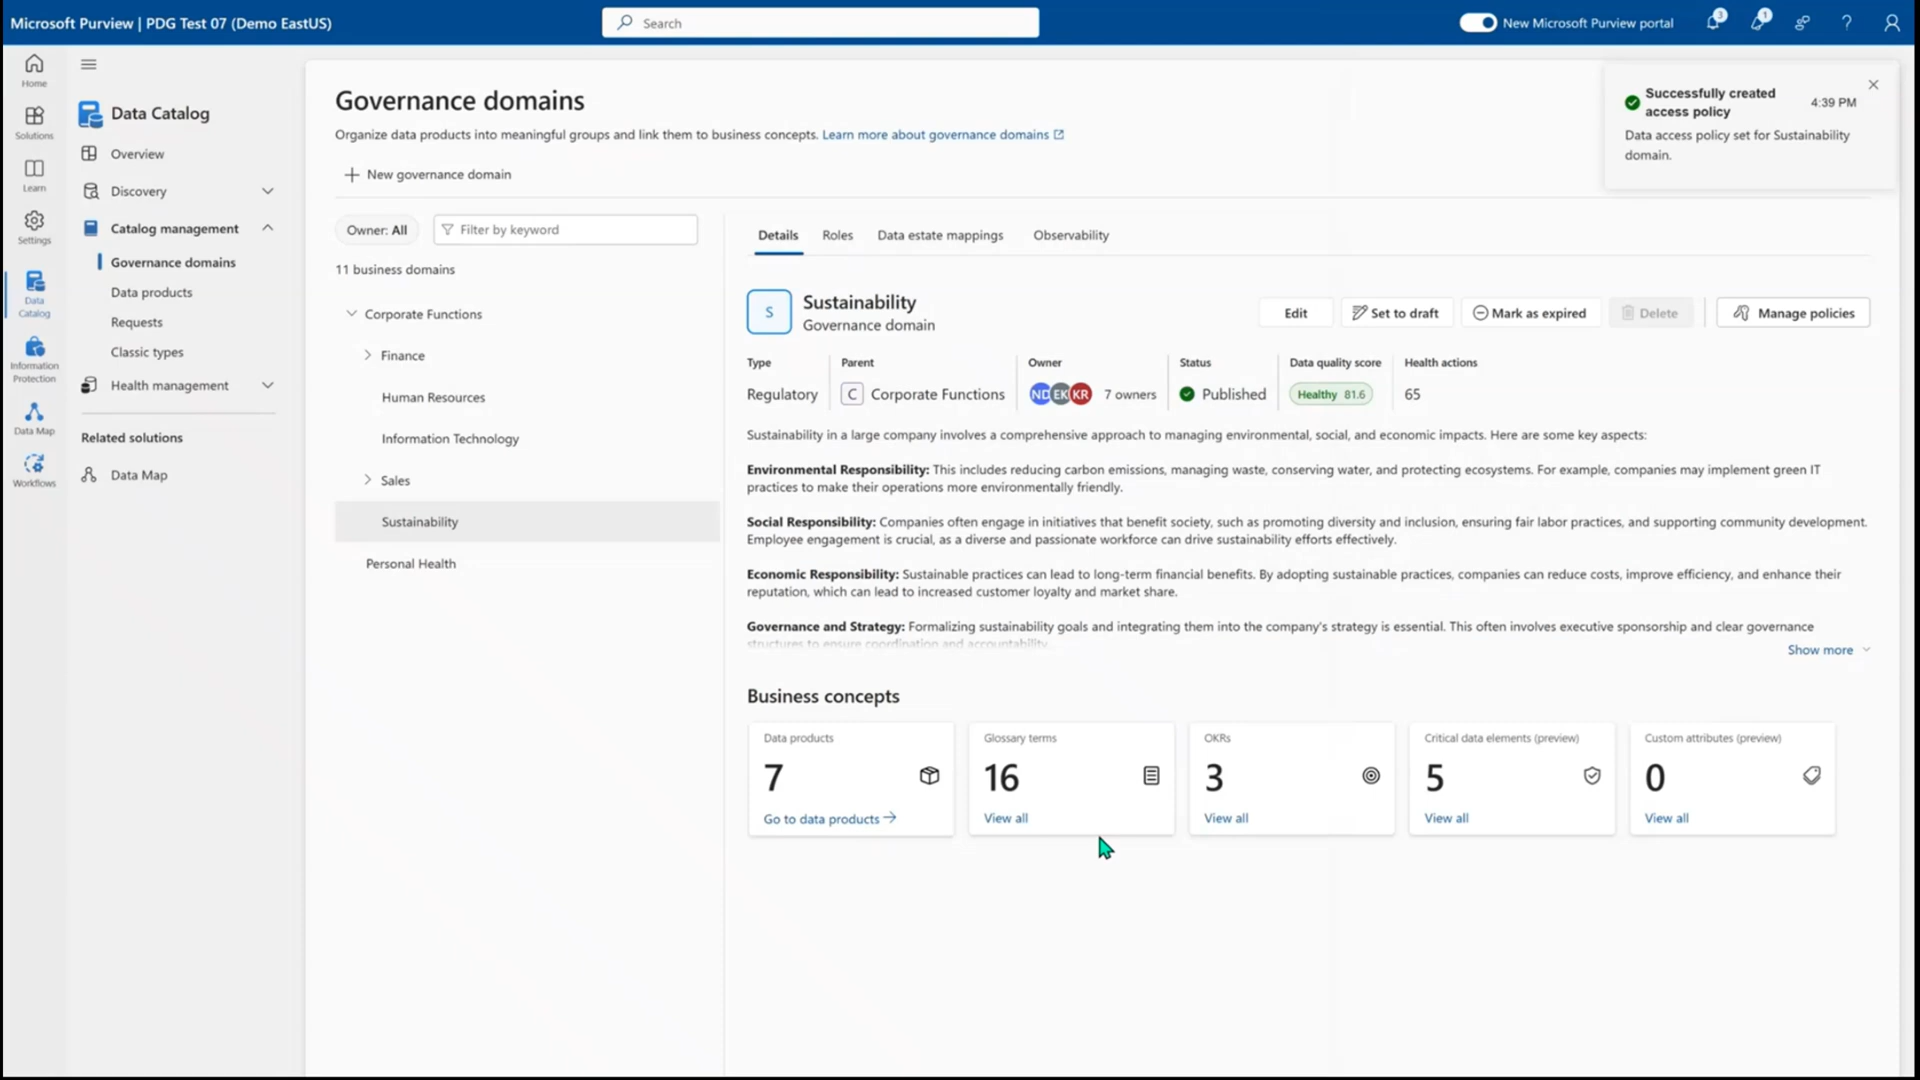 Microsoft Purview | PDG Test 07 (Demo EastUS)
Search
New Microsoft Purview portal
3
1
Home
Solutions
Learn
Settings
Data
Catalog
Information
Protection
Data Map
Workflows
Data Catalog
Overview
Discovery
Catalog management
Governance domains
Data products
Requests
Classic types
Health management
Related solutions
Data Map
Governance domains
Organize data products into meaningful groups and link them to business concepts. Learn more about governance domains
New governance domain
Owner: All
Filter by keyword
11 business domains
Corporate Functions
Finance
Human Resources
Information Technology
Sales
Sustainability
Personal Health
Successfully created
access policy
4:39 PM
Data access policy set for Sustainability
domain.
Details
Roles
Data estate mappings
Observability
S
Sustainability
Governance domain
Edit
Set to draft
Mark as expired
Delete
Manage policies
Type
Parent
Owner
Status
Data quality score
Health actions
Regulatory
C
Corporate Functions
ND
EK
KR
7 owners
Published
Healthy 81.6
65
Sustainability in a large company involves a comprehensive approach to managing environmental, social, and economic impacts. Here are some key aspects:
Environmental Responsibility: This includes reducing carbon emissions, managing waste, conserving water, and protecting ecosystems. For example, companies may implement green IT
practices to make their operations more environmentally friendly.
Social Responsibility: Companies often engage in initiatives that benefit society, such as promoting diversity and inclusion, ensuring fair labor practices, and supporting community development.
Employee engagement is crucial, as a diverse and passionate workforce can drive sustainability efforts effectively.
Economic Responsibility: Sustainable practices can lead to long-term financial benefits. By adopting sustainable practices, companies can reduce costs, improve efficiency, and enhance their
reputation, which can lead to increased customer loyalty and market share.
Governance and Strategy: Formalizing sustainability goals and integrating them into the company's strategy is essential. This often involves executive sponsorship and clear governance
structures to ensure coordination and accountability.
Show more
Business concepts
Data products
7
Go to data products
Glossary terms
16
View all
OKRs
3
View all
Critical data elements (preview)
5
View all
Custom attributes (preview)
0
View all